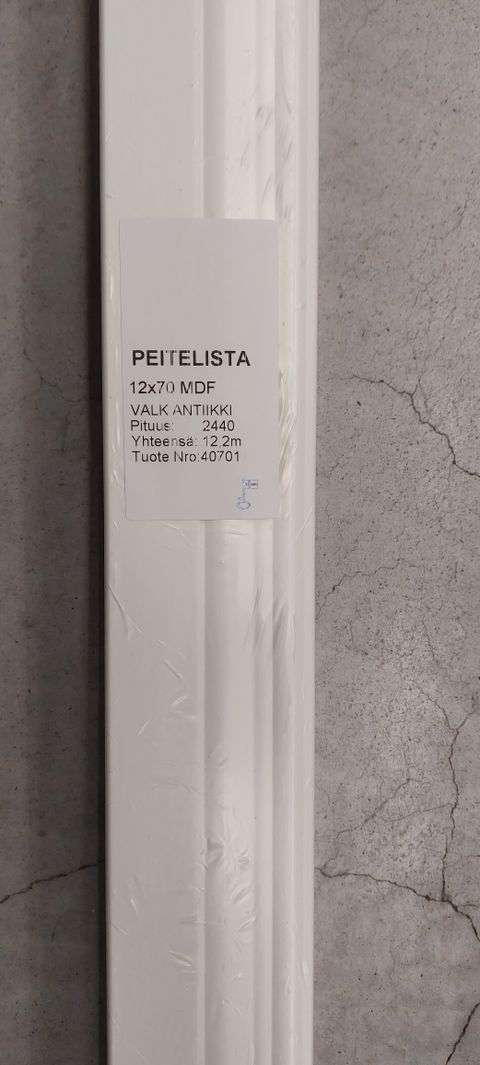 PEITELISTA
12x70 MDF
VALK ANTIIKKI
Pituus: 2440
Yhteensä: 12,2m
Tuote Nro:40701